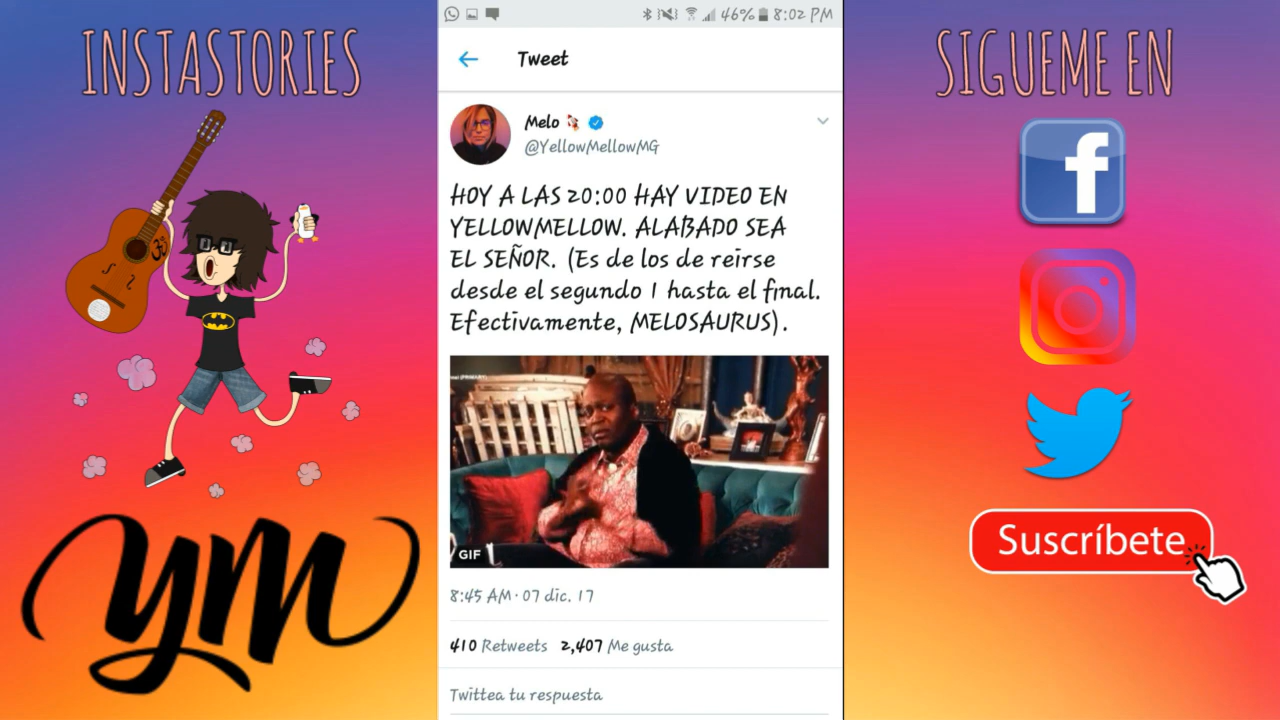 INSTASTORIES
ym
46% 8:02 PM
Tweet
Melo
@YellowMellowMG
HOY A LAS 20:00 HAY VIDEO EN
YELLOWMELLOW. ALABADO SEA
EL SEÑOR. (Es de los de reirse
desde el segundo 1 hasta el final.
Efectivamente, MELOSAURUS).
GIF
8:45 AM · 07 dic. 17
410 Retweets 2,407 Me gusta
Twittea tu respuesta
SIGUEME EN
f
Suscríbete